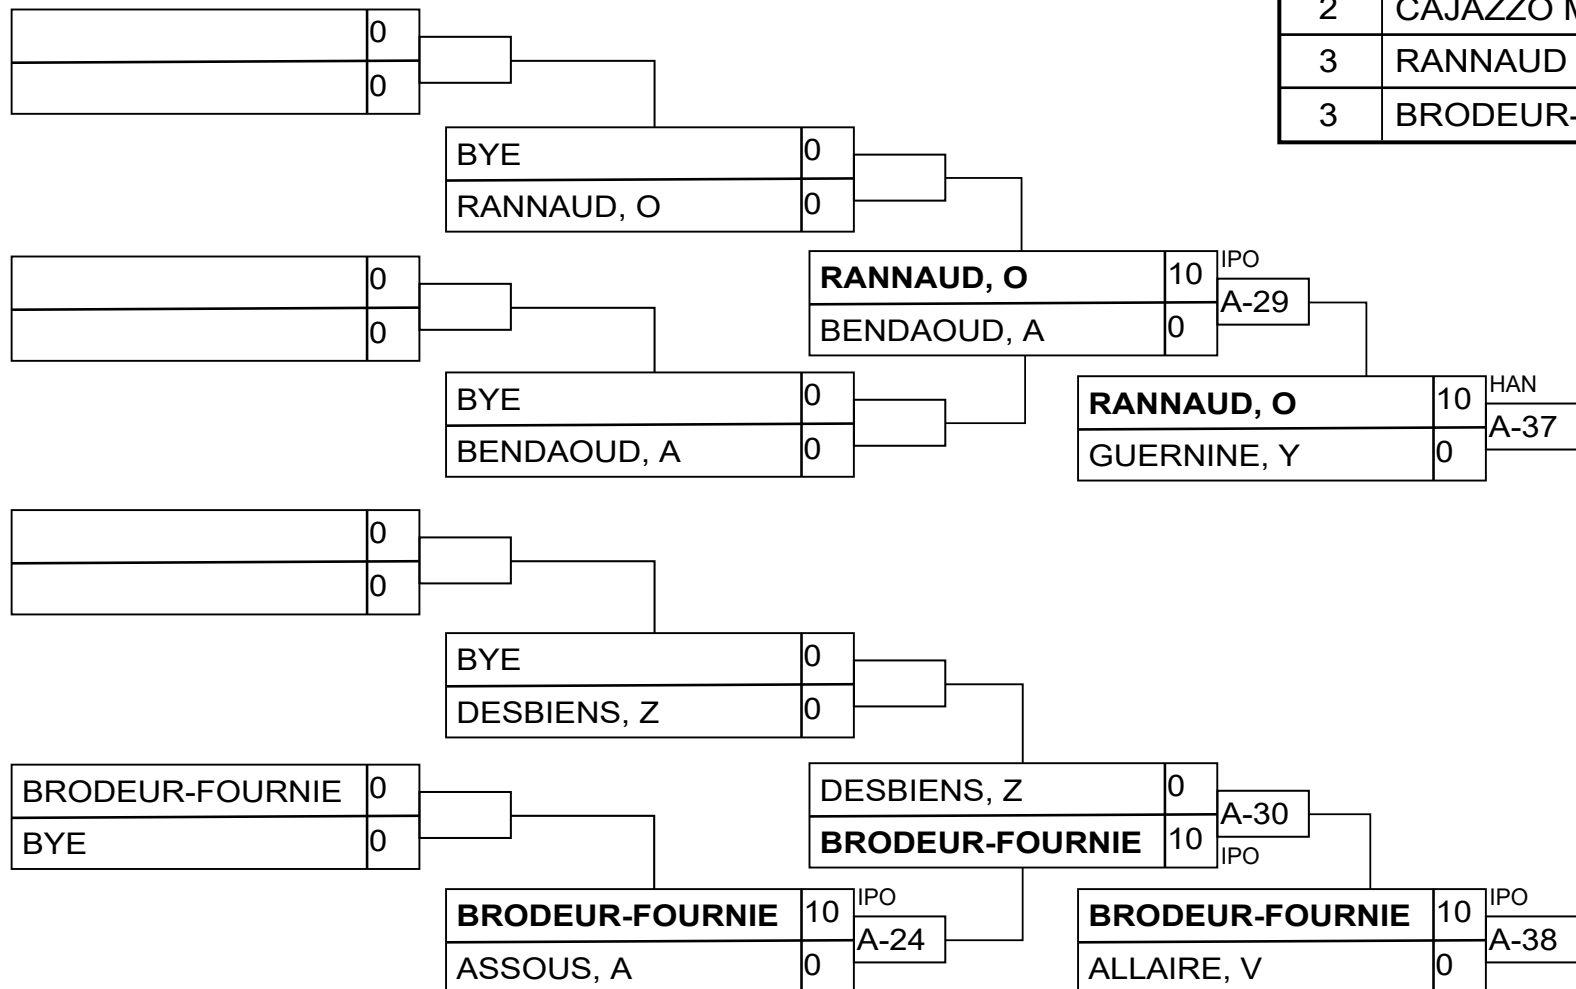 0
0
2 CAJAZZO M
3 RANNAUD
3 BRODEUR-
BYE 0
RANNAUD, O 0
0
0
RANNAUD, O 10 IPO
BENDAOUD, A 0 A-29
BYE 0
BENDAOUD, A 0
RANNAUD, O 10 HAN
GUERNINE, Y 0 A-37
0
0
BYE 0
DESBIENS, Z 0
BRODEUR-FOURNIE 0
BYE 0
DESBIENS, Z 0 A-30
BRODEUR-FOURNIE 10 IPO
BRODEUR-FOURNIE 10 IPO
ASSOUS, A 0 A-24
BRODEUR-FOURNIE 10 IPO
ALLAIRE, V 0 A-38